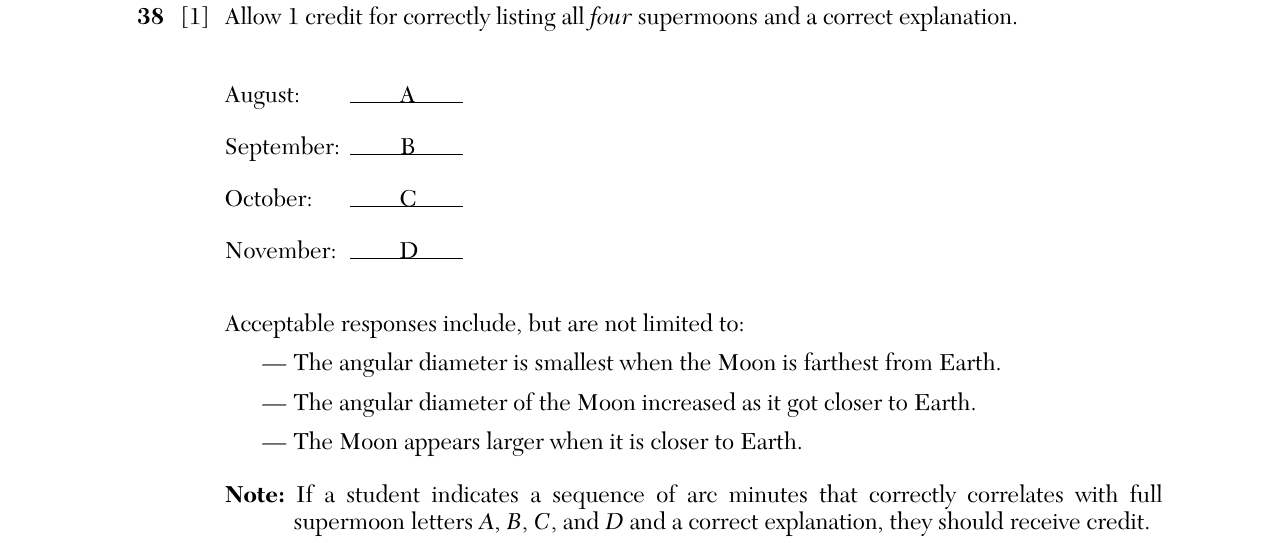 38 [1] Allow 1 credit for correctly listing all four supermoons and a correct explanation.
August: A
September: B
October: C
November: D
Acceptable responses include, but are not limited to:
— The angular diameter is smallest when the Moon is farthest from Earth.
— The angular diameter of the Moon increased as it got closer to Earth.
— The Moon appears larger when it is closer to Earth.
Note: If a student indicates a sequence of arc minutes that correctly correlates with full
supermoon letters A, B, C, and D and a correct explanation, they should receive credit.